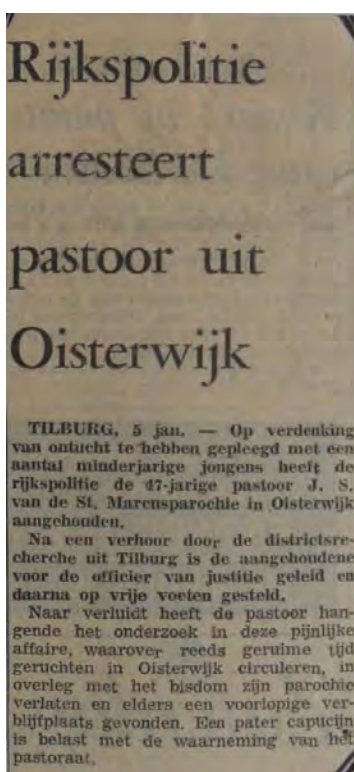 Rijkspolitie
arresteert
pastoor uit
Oisterwijk
TILBURG, 5 jan. — Op verdenking
van ontucht te hebben gepleegd met een
aantal minderjarige jongens heeft de
rijkspolitie de 47-jarige pastoor J. S.
van de St. Marcusparochie in Oisterwijk
aangehouden.
Na een verhoor door de districtsre-
cherche uit Tilburg is de aangehoudene
voor de officier van justitie geleid en
daarna op vrije voeten gesteld.
Naar verluidt heeft de pastoor han-
gende het onderzoek in deze pijnlijke
affaire, waarover reeds geruime tijd
geruchten in Oisterwijk circuleren, in
overleg met het bisdom zijn parochie
verlaten en elders een voorlopige ver-
blijfplaats gevonden. Een pater capucijn
is belast met de waarneming van het
pastoraat.